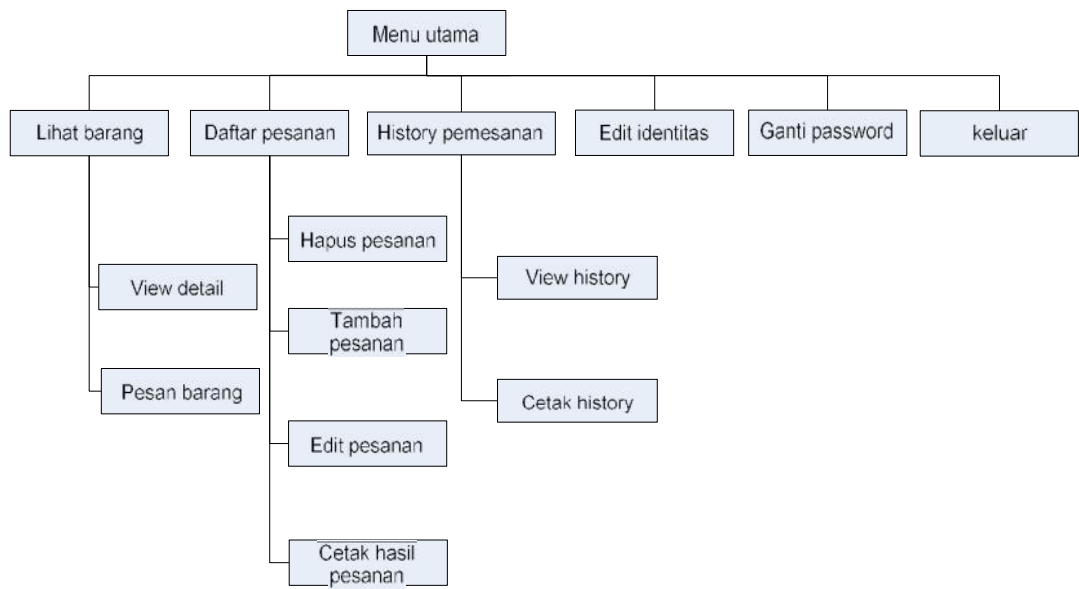 Menu utama
Lihat barang
Daftar pesanan
History pemesanan
Edit identitas
Ganti password
keluar
Hapus pesanan
View detail
View history
Tambah
pesanan
Pesan barang
Cetak history
Edit pesanan
Cetak hasil
pesanan